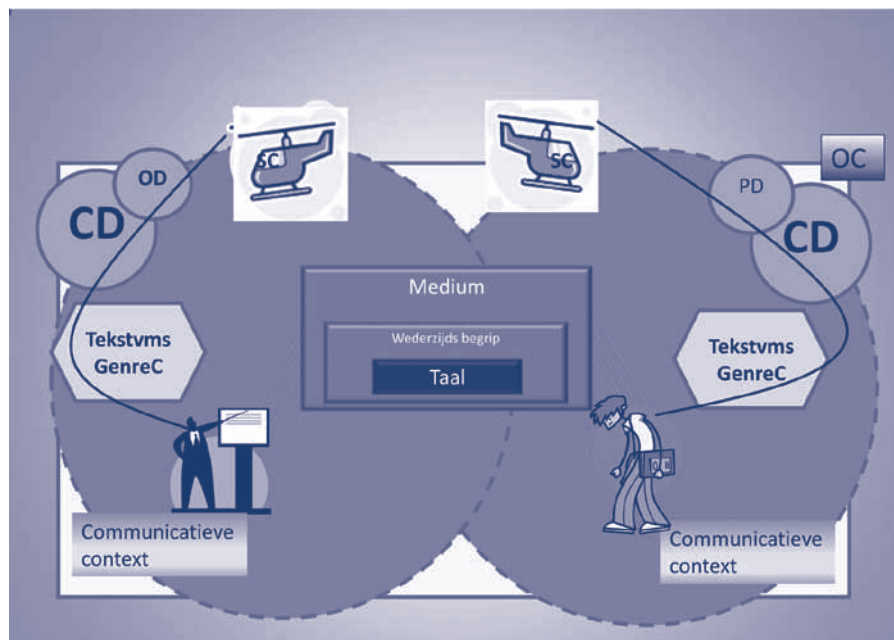 SC
SC
OD
CD
PD
CD
OC
Medium
Wederzijds begrip
Taal
Tekstvms
GenreC
Tekstvms
GenreC
Communicatieve
context
Communicatieve
context